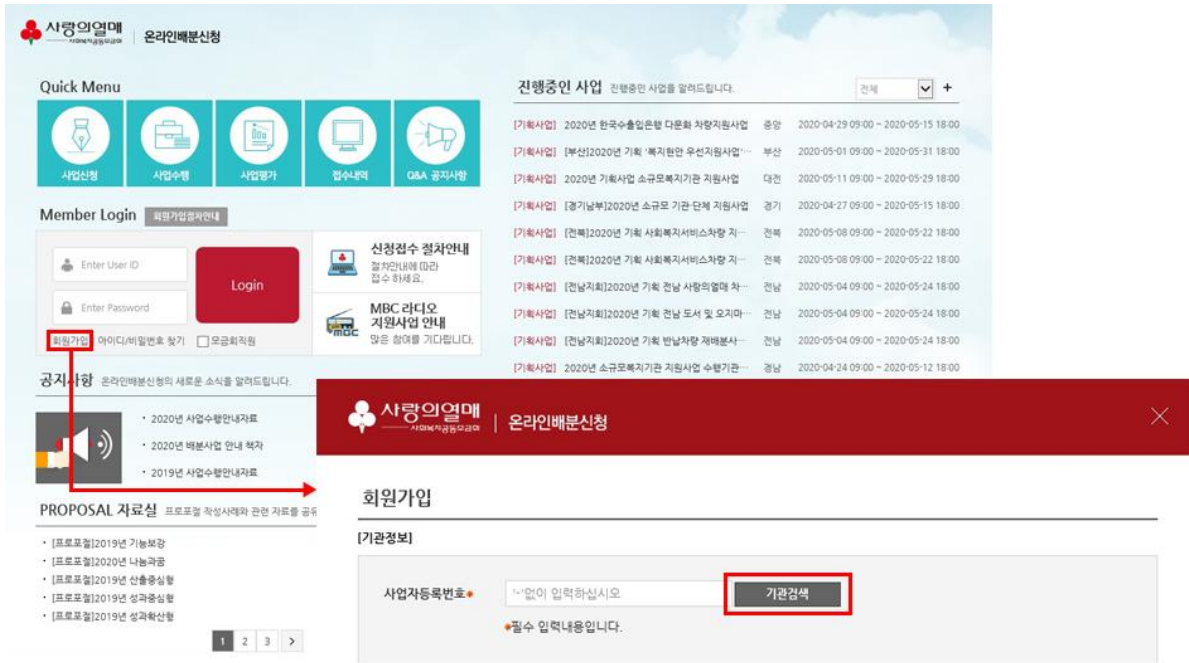 사랑의열매
사회복지공동모금회
온라인배분신청
Quick Menu
사업신청 사업수행 사업평가 접수내역 Q&A 공지사항
Member Login 회원가입절차안내
Enter User ID
Enter Password
Login
회원가입 아이디/비밀번호 찾기 모금회직원
신청접수 절차안내
절차안내에 따라
접수 하세요.
MBC 라디오
지원사업 안내
많은 참여를 기다립니다.
진행중인 사업 진행중인 사업을 알려드립니다. 전체 +
[기획사업] 2020년 한국수출입은행 다문화 차량지원사업 중앙 2020-04-29 09:00 ~ 2020-05-15 18:00
[기획사업] [부산]2020년 기획 '복지현안 우선지원사업'… 부산 2020-05-01 09:00 ~ 2020-05-31 18:00
[기획사업] 2020년 기획사업 소규모복지기관 지원사업 대전 2020-05-11 09:00 ~ 2020-05-29 18:00
[기획사업] [경기남부]2020년 소규모 기관·단체 지원사업 경기 2020-04-27 09:00 ~ 2020-05-15 18:00
[기획사업] [전북]2020년 기획 사회복지서비스차량 지… 전북 2020-05-08 09:00 ~ 2020-05-22 18:00
[기획사업] [전북]2020년 기획 사회복지서비스차량 지… 전북 2020-05-08 09:00 ~ 2020-05-22 18:00
[기획사업] [전남지회]2020년 기획 전남 사랑의열매 차… 전남 2020-05-04 09:00 ~ 2020-05-24 18:00
[기획사업] [전남지회]2020년 기획 전남 도서 및 오지마… 전남 2020-05-04 09:00 ~ 2020-05-24 18:00
[기획사업] [전남지회]2020년 기획 반납차량 재배분사… 전남 2020-05-04 09:00 ~ 2020-05-24 18:00
[기획사업] 2020년 소규모복지기관 지원사업 수행기관… 경남 2020-04-24 09:00 ~ 2020-05-12 18:00
공지사항 온라인배분신청의 새로운 소식을 알려드립니다.
· 2020년 사업수행안내자료
· 2020년 배분사업 안내 책자
· 2019년 사업수행안내자료
PROPOSAL 자료실 프로포절 작성사례와 관련 자료를 공유
· [프로포절]2019년 기능보강
· [프로포절]2020년 나눔과꿈
· [프로포절]2019년 산출중심형
· [프로포절]2019년 성과중심형
· [프로포절]2019년 성과확산형
1 2 3 >
사랑의열매
사회복지공동모금회
온라인배분신청
회원가입
[기관정보]
사업자등록번호 '-'없이 입력하십시오 기관검색
필수 입력내용입니다.